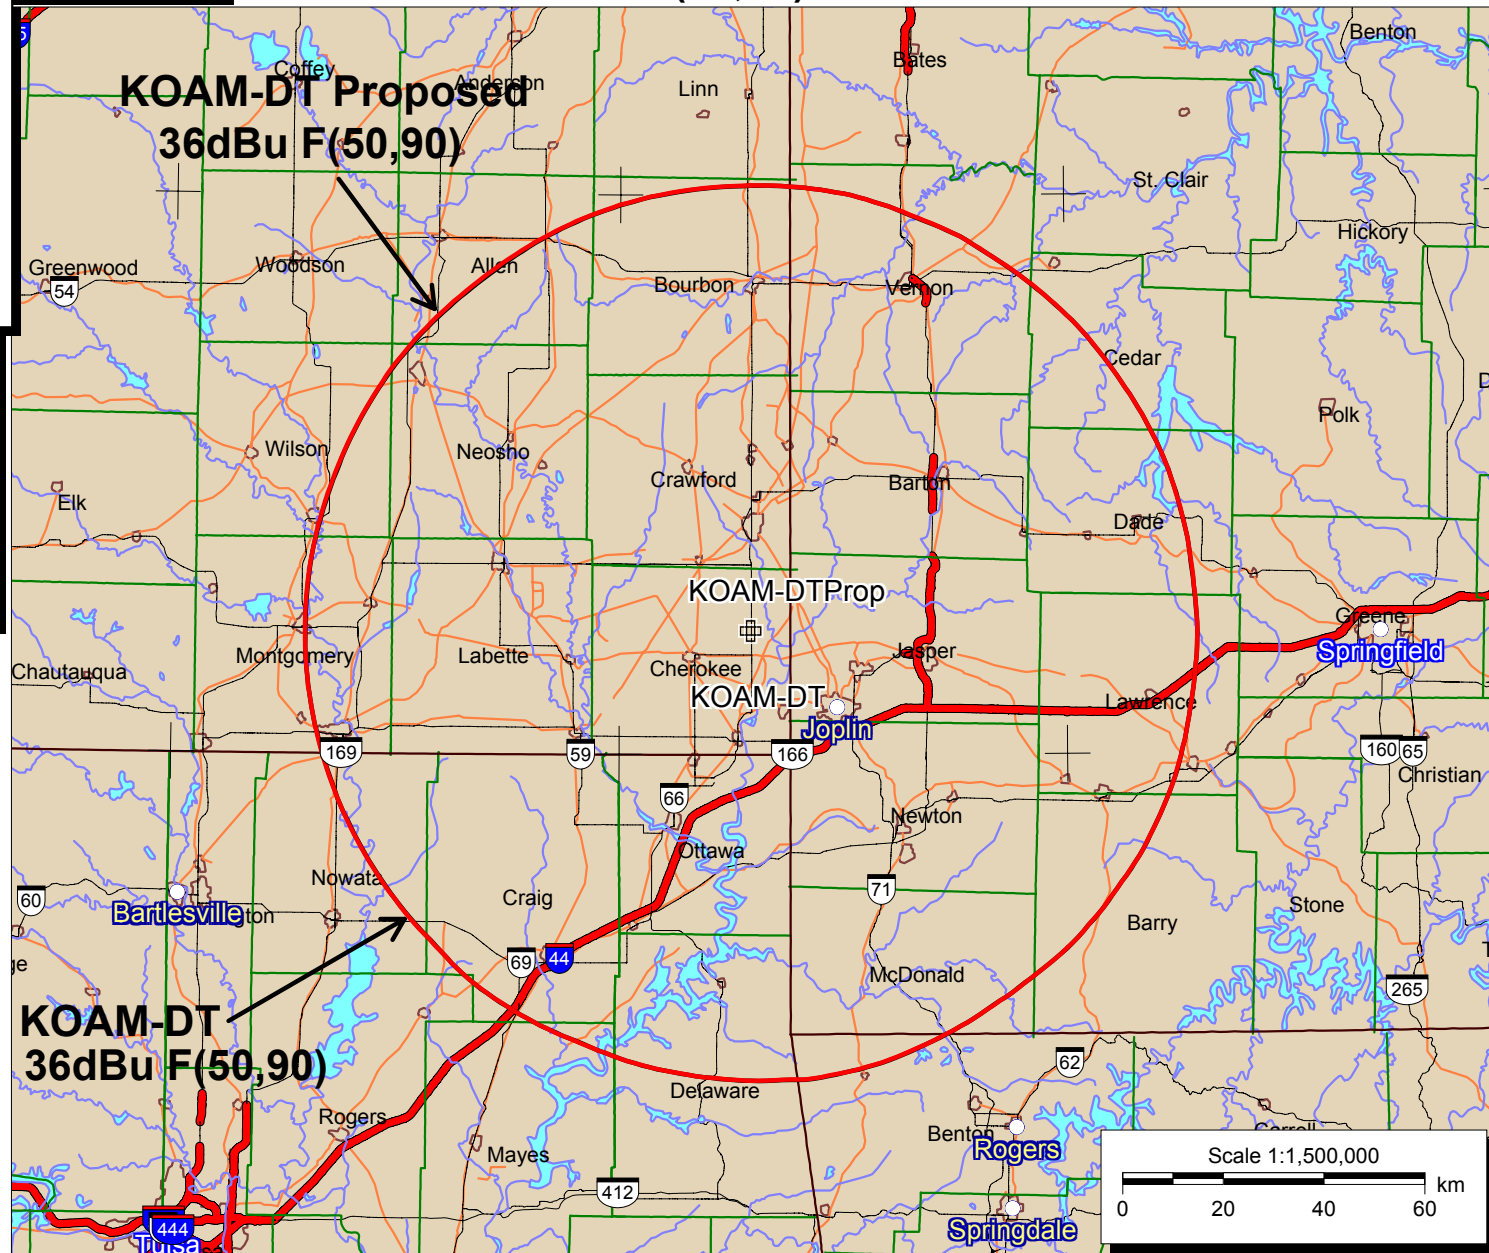 Benton
Bates
Coffey
Anderson
Linn
KOAM-DT Proposed
36dBu F(50,90)
St. Clair
Hickory
Greenwood
54
Woodson
Allen
Bourbon
Vernon
Cedar
Polk
Wilson
Neosho
Crawford
Barton
Elk
Dade
KOAM-DTProp
Greene
Springfield
Chautauqua
Montgomery
Labette
Cherokee
Jasper
KOAM-DT
Lawrence
Joplin
169
59
166
160
65
Christian
66
Newton
Ottawa
Nowata
Craig
71
60
Bartlesville
gton
Stone
Barry
69
44
McDonald
265
KOAM-DT
36dBu F(50,90)
62
Delaware
Rogers
Benton
Rogers
Mayes
412
Springdale
444
Tulsa
Scale 1:1,500,000
km
0 20 40 60